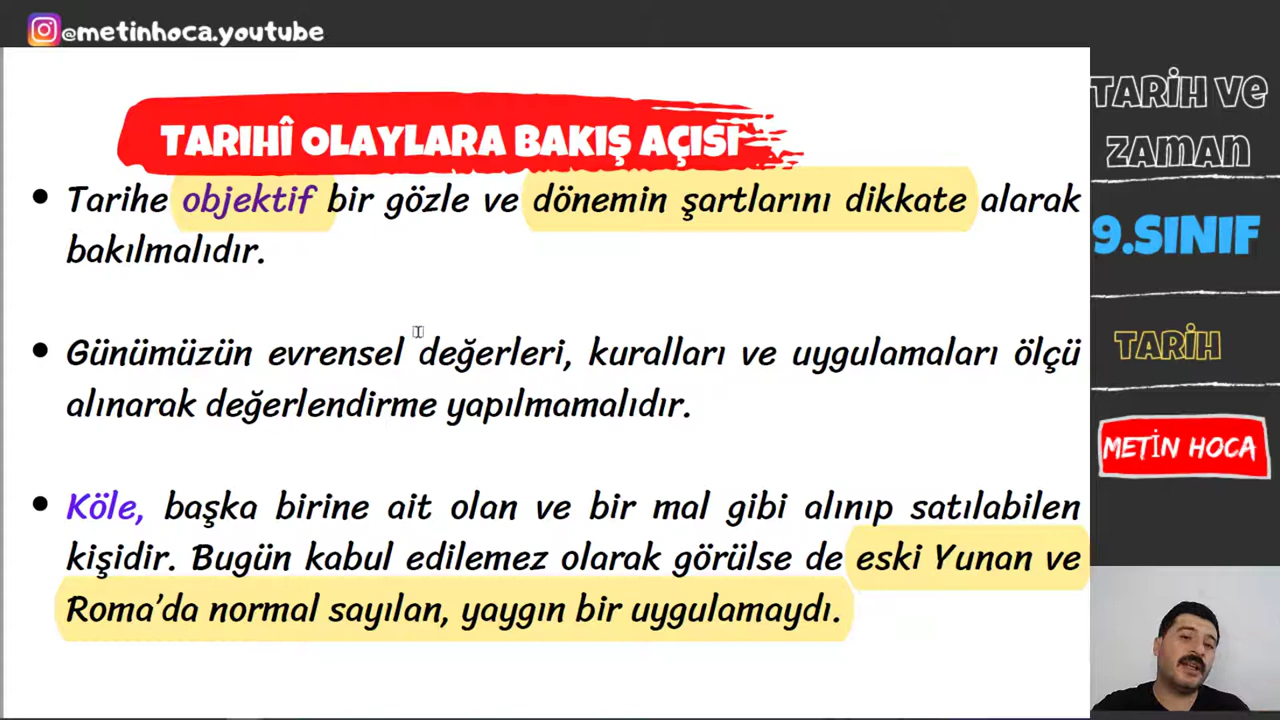 @metinhoca.youtube
TARIHÎ OLAYLARA BAKIŞ AÇISI
• Tarihe objektif bir gözle ve dönemin şartlarını dikkate alarak
bakılmalıdır.
• Günümüzün evrensel değerleri, kuralları ve uygulamaları ölçü
alınarak değerlendirme yapılmamalıdır.
• Köle, başka birine ait olan ve bir mal gibi alınıp satılabilen
kişidir. Bugün kabul edilemez olarak görülse de eski Yunan ve
Roma'da normal sayılan, yaygın bir uygulamaydı.
TARİH VE
ZAMAN
9.SINIF
TARİH
METİN HOCA